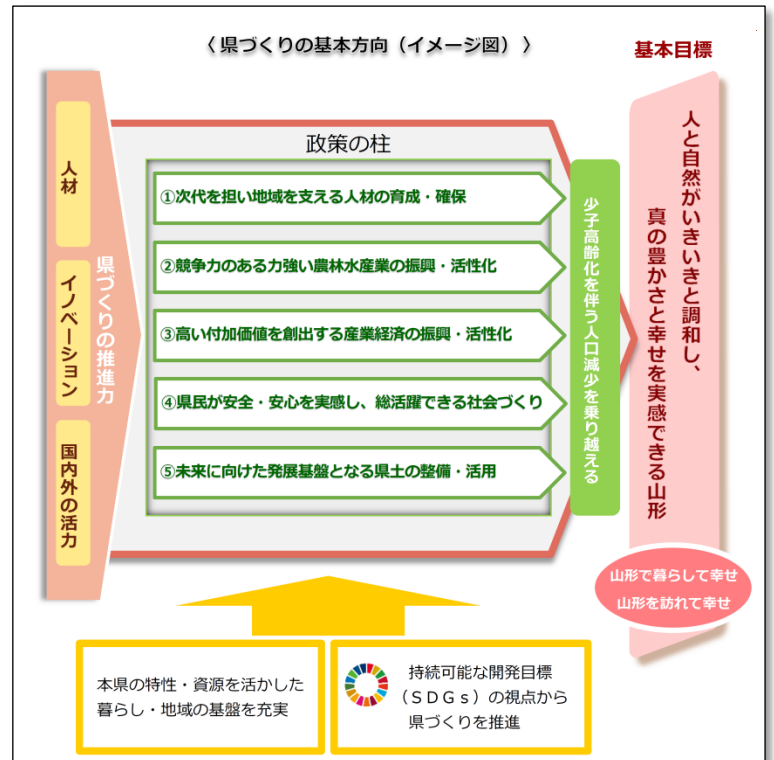 〈 県づくりの基本方向（イメージ図） 〉
基本目標
人材
イノベーション
国内外の活力
県づくりの推進力
政策の柱
①次代を担い地域を支える人材の育成・確保
②競争力のある力強い農林水産業の振興・活性化
③高い付加価値を創出する産業経済の振興・活性化
④県民が安全・安心を実感し、総活躍できる社会づくり
⑤未来に向けた発展基盤となる県土の整備・活用
少子高齢化を伴う人口減少を乗り越える
人と自然がいきいきと調和し、
真の豊かさと幸せを実感できる山形
山形で暮らして幸せ
山形を訪れて幸せ
本県の特性・資源を活かした
暮らし・地域の基盤を充実
持続可能な開発目標
（ＳＤＧｓ）の視点から
県づくりを推進